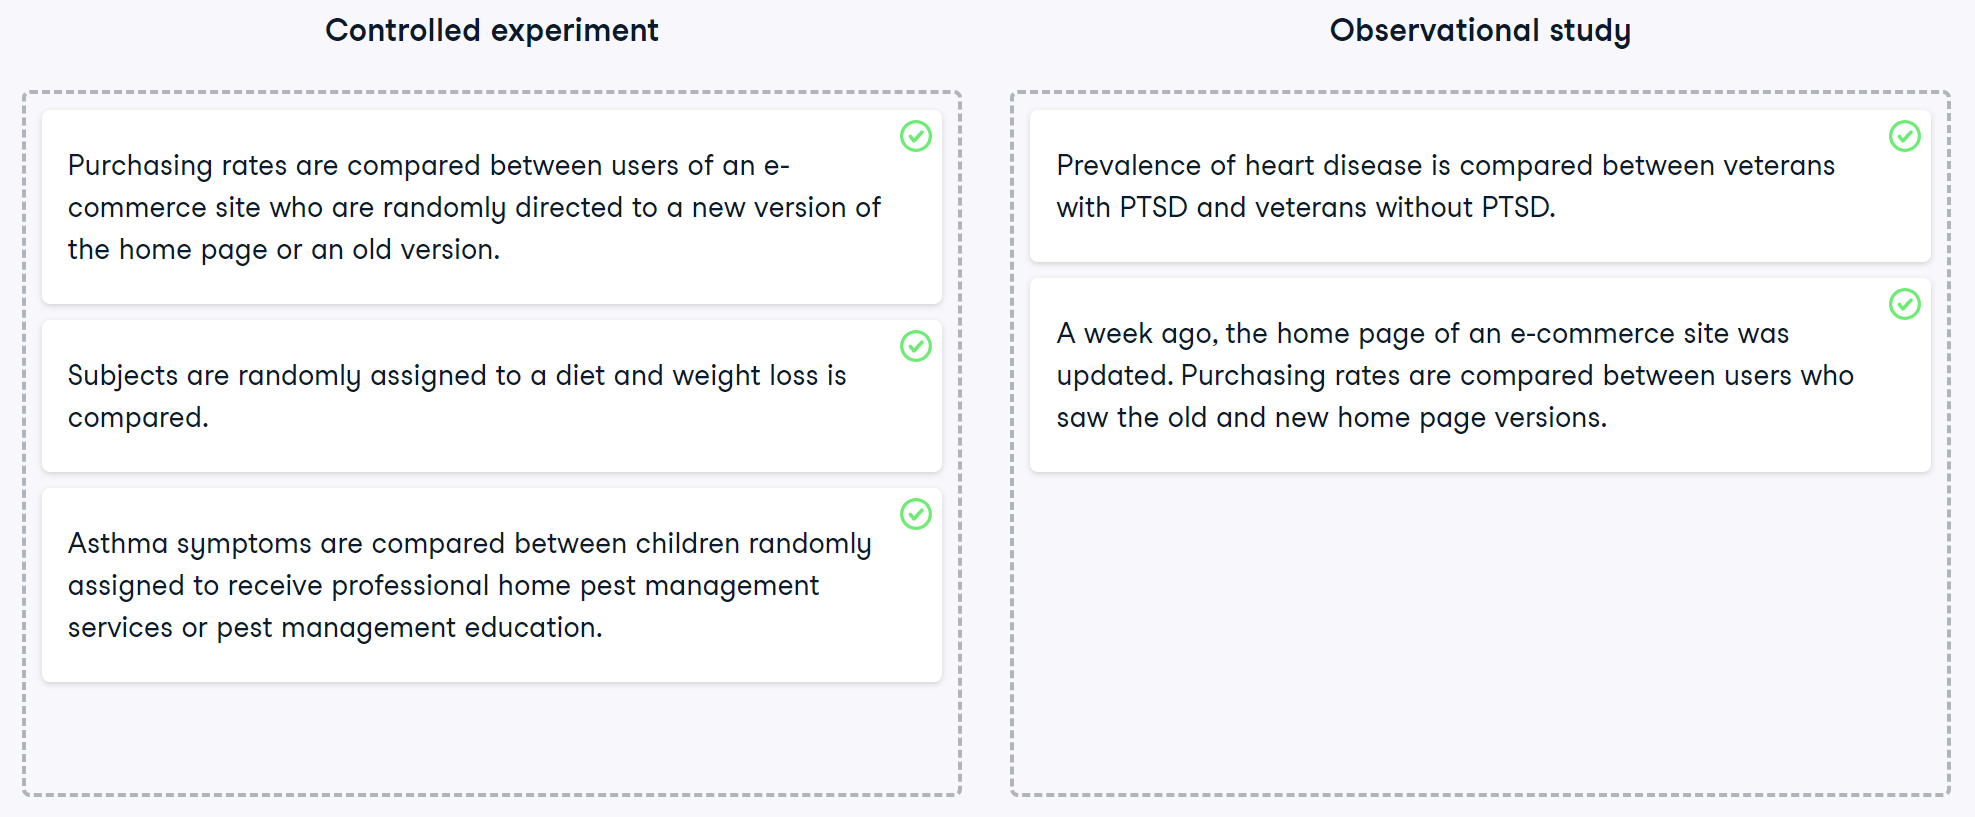 Controlled experiment
Purchasing rates are compared between users of an e-
commerce site who are randomly directed to a new version of
the home page or an old version.
Subjects are randomly assigned to a diet and weight loss is
compared.
Asthma symptoms are compared between children randomly
assigned to receive professional home pest management
services or pest management education.
Observational study
Prevalence of heart disease is compared between veterans
with PTSD and veterans without PTSD.
A week ago, the home page of an e-commerce site was
updated. Purchasing rates are compared between users who
saw the old and new home page versions.